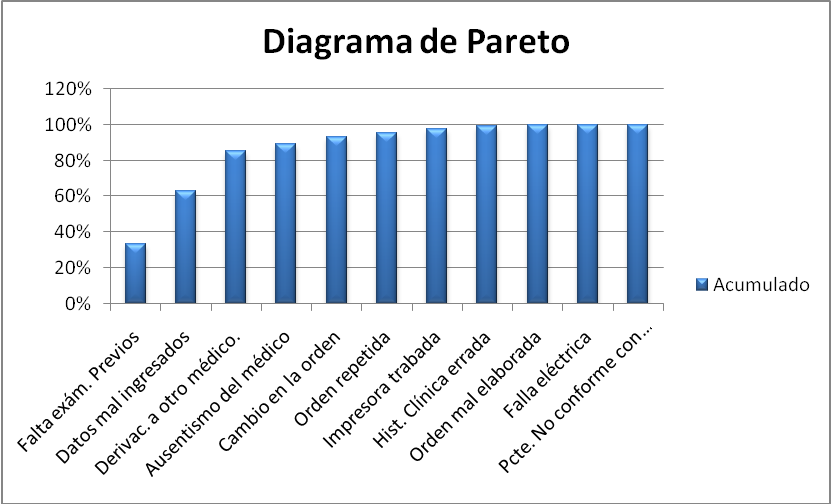 Diagrama de Pareto
120%
100%
80%
60%
40%
20%
0%
Acumulado
Falta exám. Previos
Datos mal ingresados
Derivac. a otro médico.
Ausentismo del médico
Cambio en la orden
Orden repetida
Impresora trabada
Hist. Clínica errada
Orden mal elaborada
Falla eléctrica
Pcte. No conforme con...